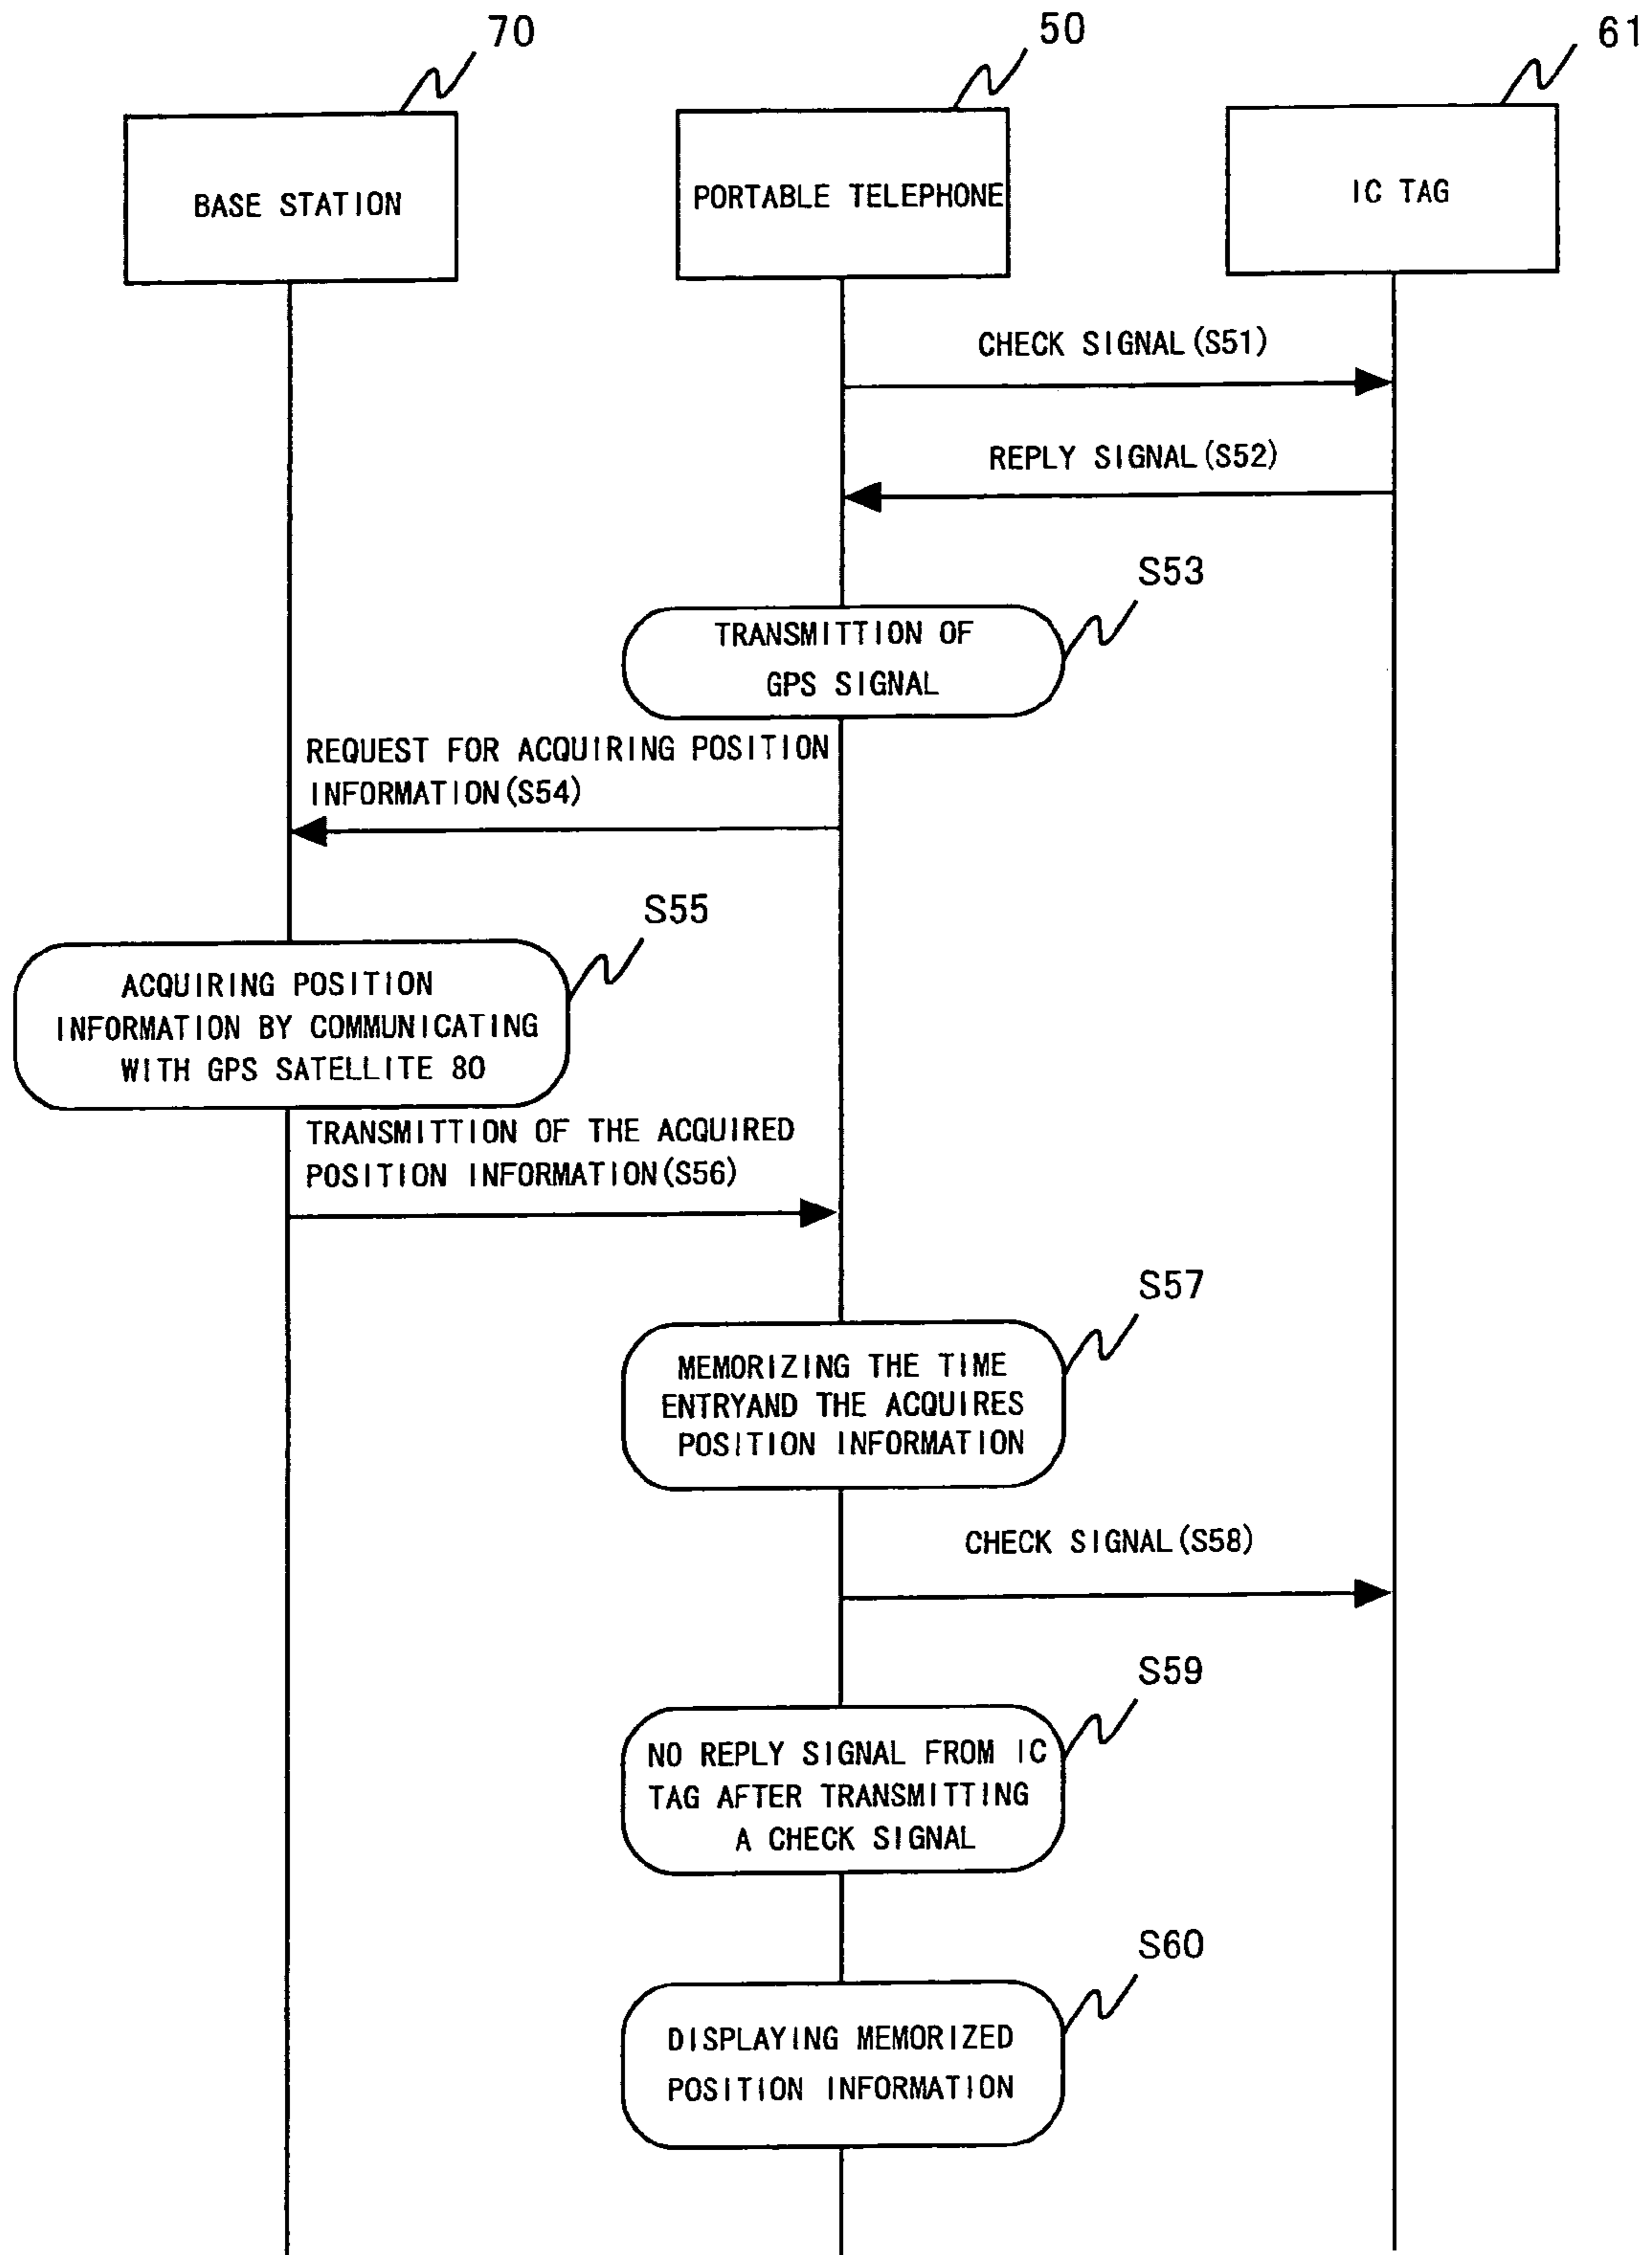 70
50
61
BASE STATION
PORTABLE TELEPHONE
IC TAG
CHECK SIGNAL(S51)
REPLY SIGNAL(S52)
S53
TRANSMITTION OF
GPS SIGNAL
REQUEST FOR ACQUIRING POSITION
INFORMATION(S54)
S55
ACQUIRING POSITION
INFORMATION BY COMMUNICATING
WITH GPS SATELLITE 80
TRANSMITTION OF THE ACQUIRED
POSITION INFORMATION(S56)
S57
MEMORIZING THE TIME
ENTRYAND THE ACQUIRES
POSITION INFORMATION
CHECK SIGNAL(S58)
S59
NO REPLY SIGNAL FROM IC
TAG AFTER TRANSMITTING
A CHECK SIGNAL
S60
DISPLAYING MEMORIZED
POSITION INFORMATION